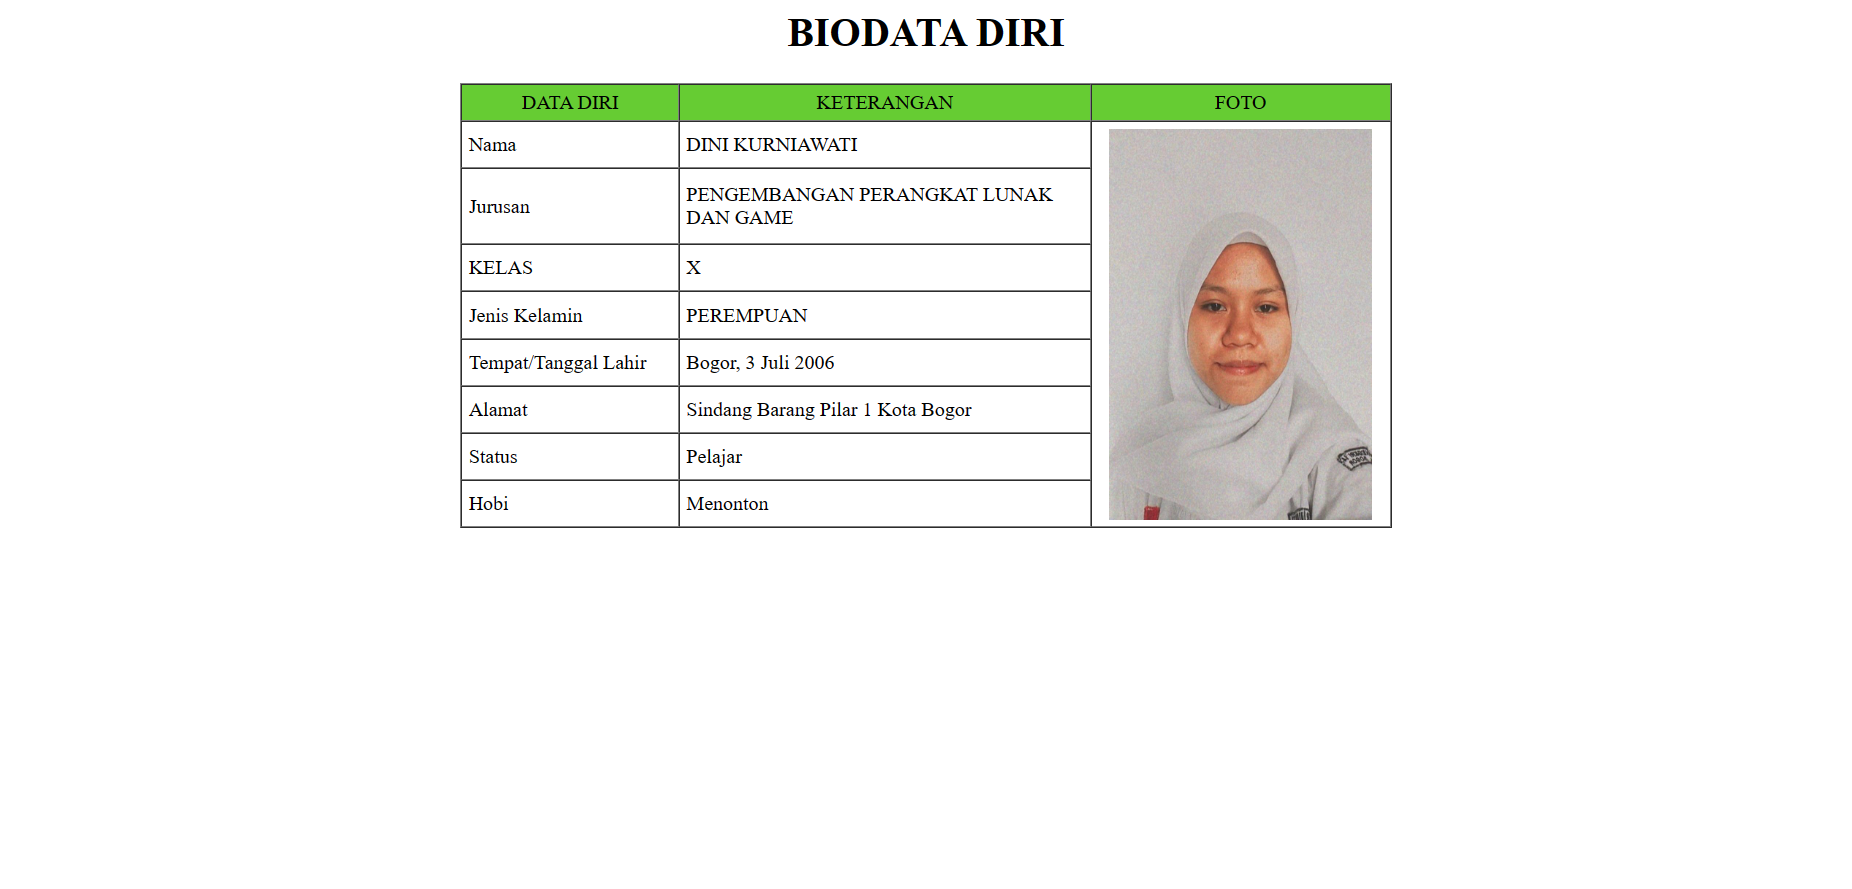 BIODATA DIRI
DATA DIRI KETERANGAN FOTO
Nama DINI KURNIAWATI
Jurusan PENGEMBANGAN PERANGKAT LUNAK
DAN GAME
KELAS X
Jenis Kelamin PEREMPUAN
Tempat/Tanggal Lahir Bogor, 3 Juli 2006
Alamat Sindang Barang Pilar 1 Kota Bogor
Status Pelajar
Hobi Menonton